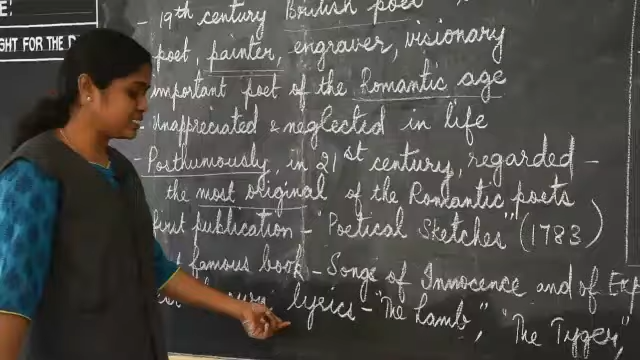 E!
GHT FOR THE D
- 19th century British poet
poet, painter, engraver, visionary
important poet of the Romantic age
- Unappreciated & neglected in life
- Posthumously, in 21st century, regarded -
the most original of the Romantic poets
first publication - "Poetical Sketches" (1783)
famous book - Songs of Innocence and of Exp
lyrics - "The Lamb", "The Tyger",